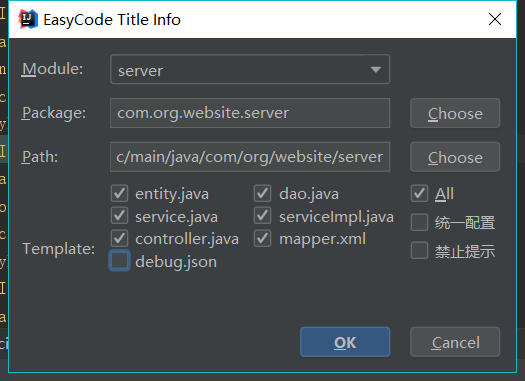 EasyCode Title Info
Module: server
Package: com.org.website.server Choose
Path: c/main/java/com/org/website/server Choose
entity.java dao.java All
service.java serviceImpl.java 统一配置
controller.java mapper.xml 禁止提示
Template:
debug.json
OK Cancel